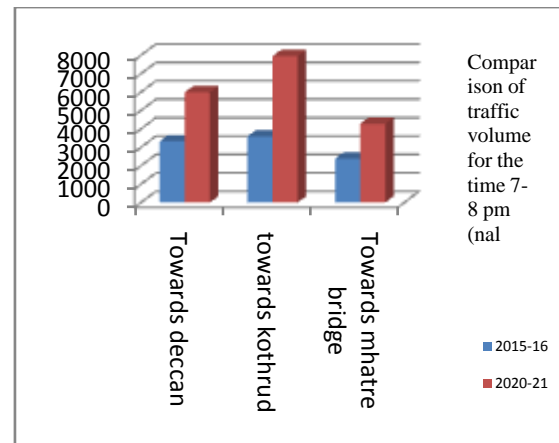 8000
7000
6000
5000
4000
3000
2000
1000
0
Towards deccan
towards kothrud
Towards mhatre
bridge
Compar
ison of
traffic
volume
for the
time 7-
8 pm
(nal
2015-16
2020-21